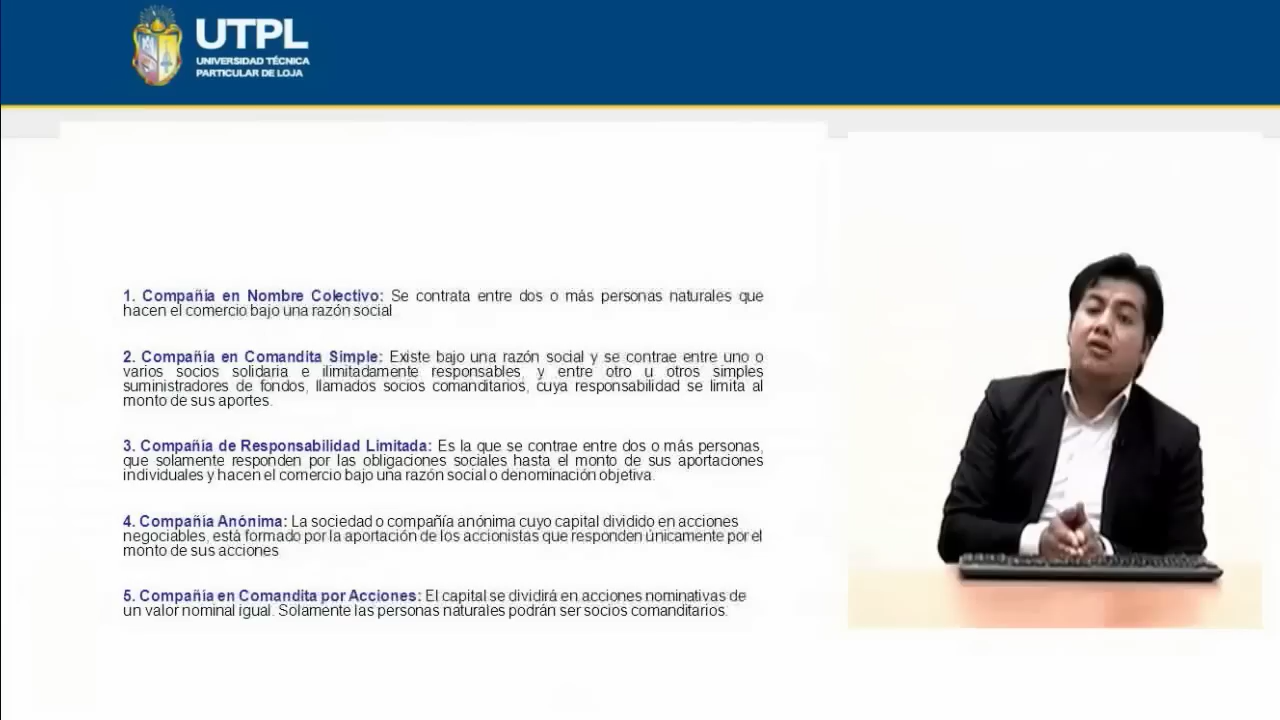 UTPL
UNIVERSIDAD TÉCNICA
PARTICULAR DE LOJA
1. Compañía en Nombre Colectivo: Se contrata entre dos o más personas naturales que
hacen el comercio bajo una razón social
2. Compañía en Comandita Simple: Existe bajo una razón social y se contrae entre uno o
varios socios solidaria e ilimitadamente responsables, y entre otro u otros simples
suministradores de fondos, llamados socios comanditarios, cuya responsabilidad se limita al
monto de sus aportes.
3. Compañía de Responsabilidad Limitada: Es la que se contrae entre dos o más personas,
que solamente responden por las obligaciones sociales hasta el monto de sus aportaciones
individuales y hacen el comercio bajo una razón social o denominación objetiva.
4. Compañía Anónima: La sociedad o compañía anónima cuyo capital dividido en acciones
negociables, está formado por la aportación de los accionistas que responden únicamente por el
monto de sus acciones
5. Compañía en Comandita por Acciones: El capital se dividirá en acciones nominativas de
un valor nominal igual. Solamente las personas naturales podrán ser socios comanditarios.